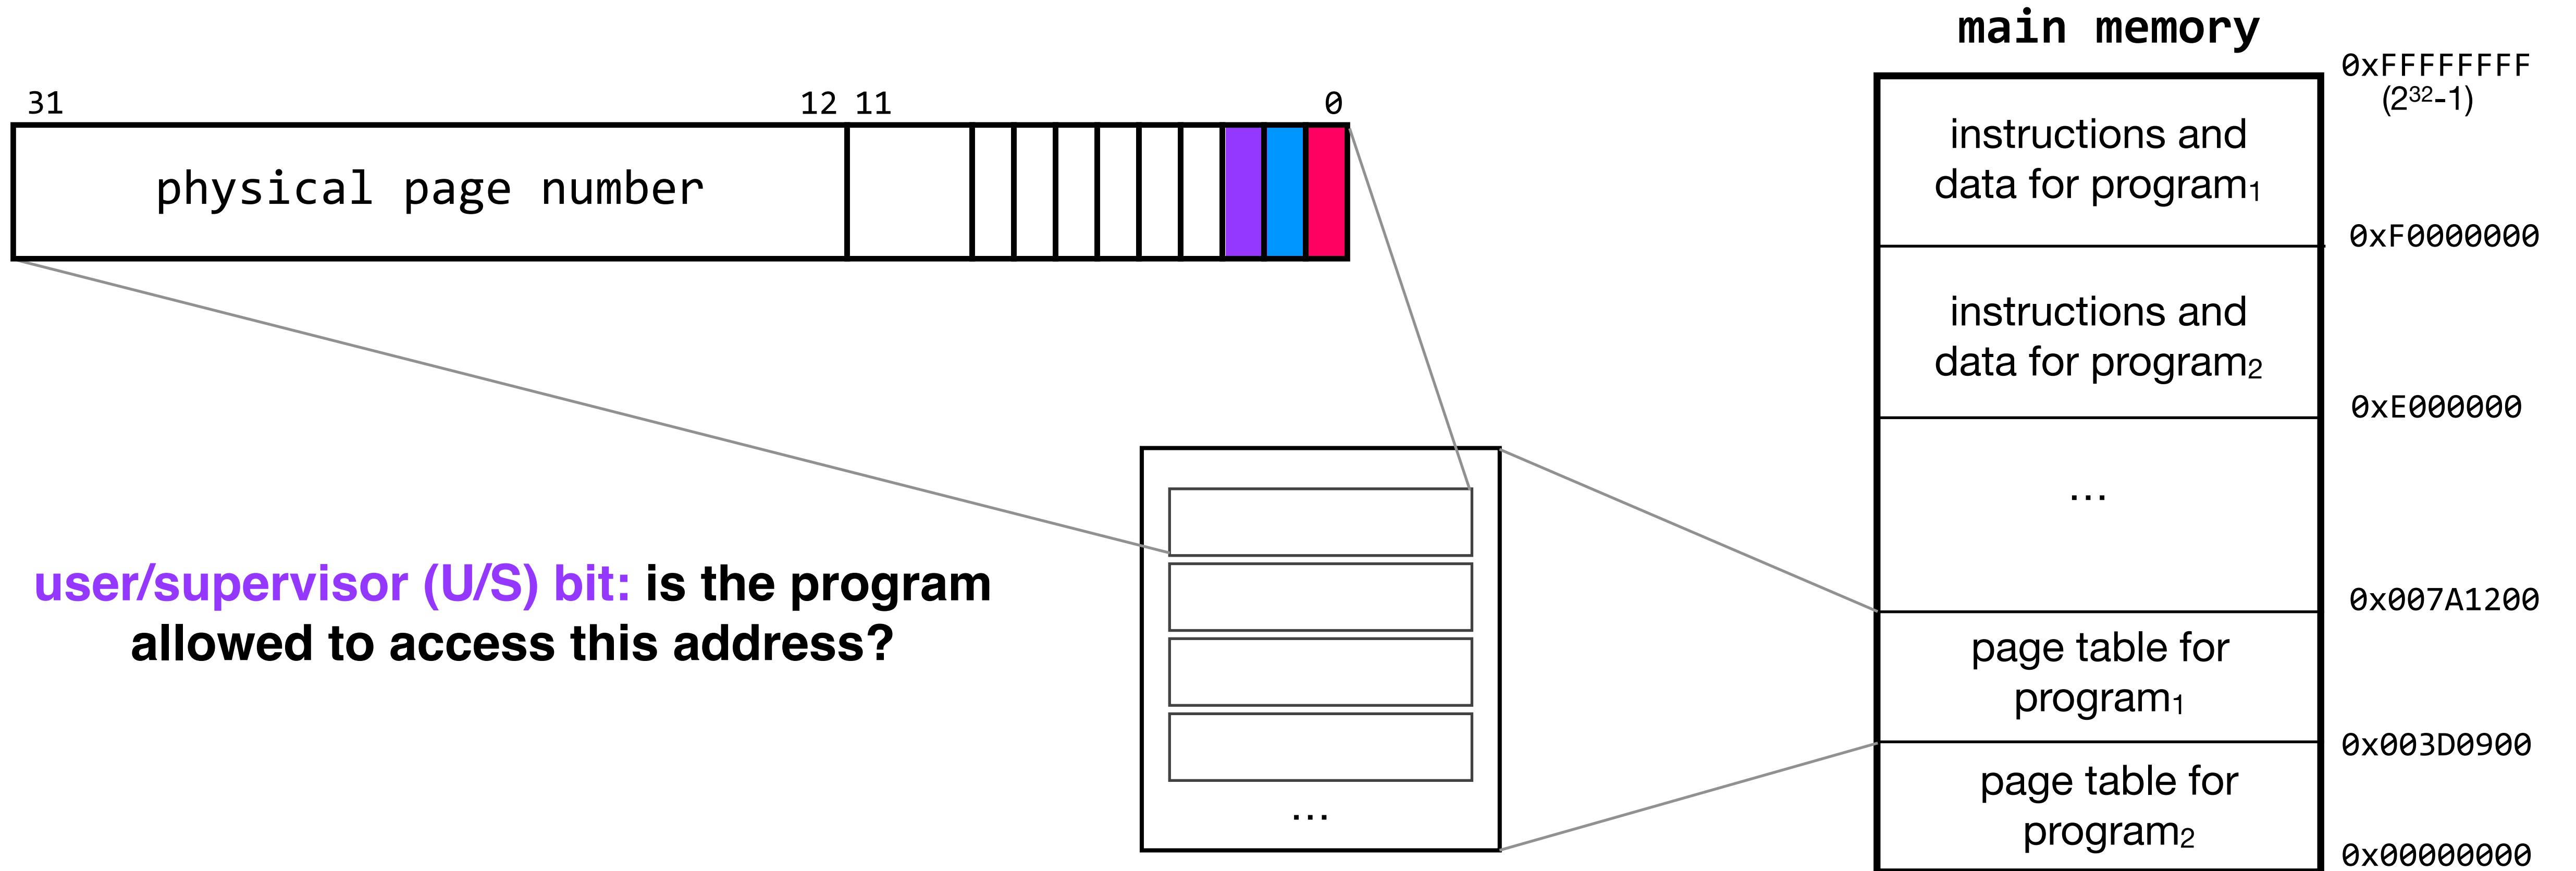 main memory
31
12 11
0
physical page number
user/supervisor (U/S) bit: is the program
allowed to access this address?
…
0xFFFFFFFF
(2³²-1)
instructions and
data for program₁
0xF0000000
instructions and
data for program₂
0xE000000
…
0x007A1200
page table for
program₁
0x003D0900
page table for
program₂
0x00000000